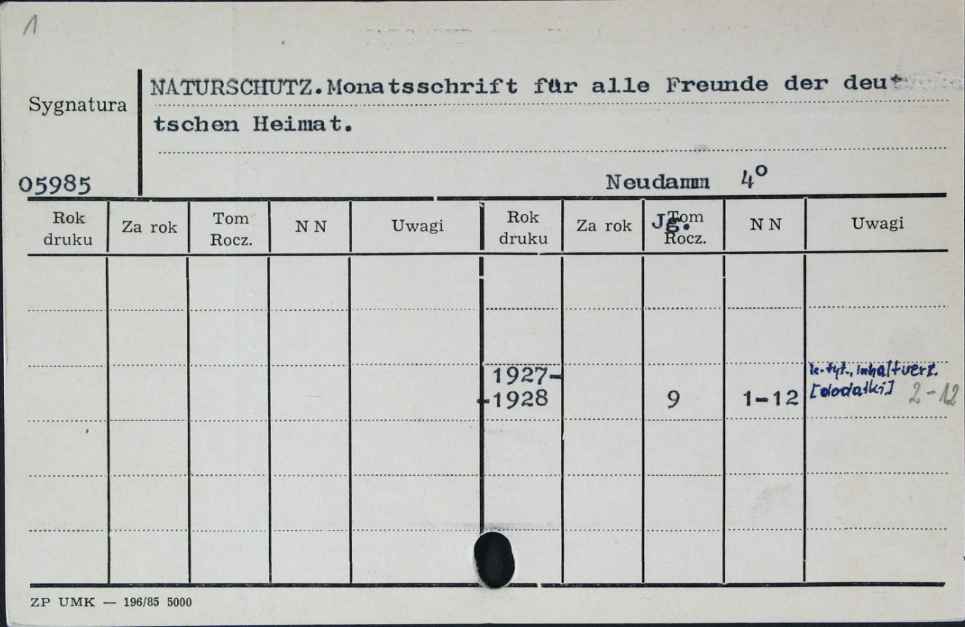 1
NATURSCHUTZ.Monatsschrift für alle Freunde der deut
Sygnatura
tschen Heimat.
05985
Neudamm 4°
Rok druku
Za rok
Tom Rocz.
N N
Uwagi
Rok druku
Za rok
Tom Rocz.
Jg.
N N
Uwagi
1927-
-1928
9
1-12
k.tyt., inhaltverz.
[dodatki] 2-12
ZP UMK — 196/85 5000